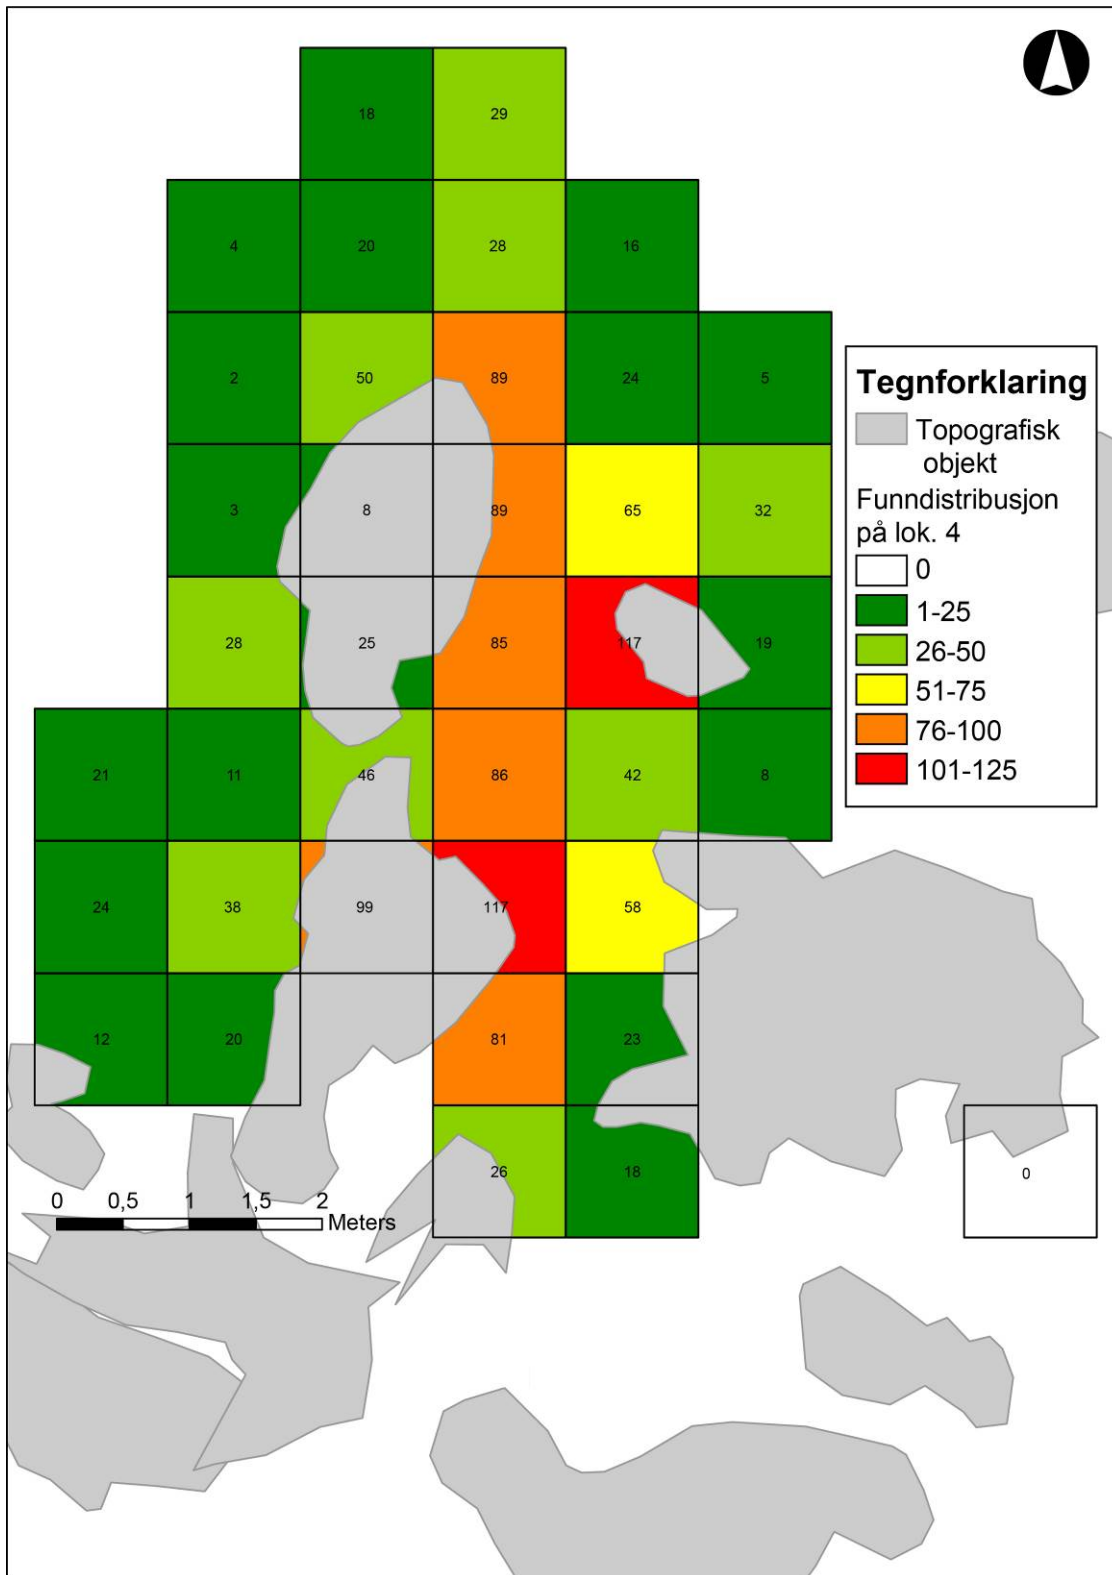 18 29
4 20 28 16
2 50 89 24 5
3 8 89 65 32
28 25 85 117 19
21 11 46 86 42 8
24 38 99 117 58
12 20 81 23
26 18 0
Tegnforklaring
Topografisk
objekt
Funndistribusjon
på lok. 4
0
1-25
26-50
51-75
76-100
101-125
0 0,5 1 1,5 2
Meters